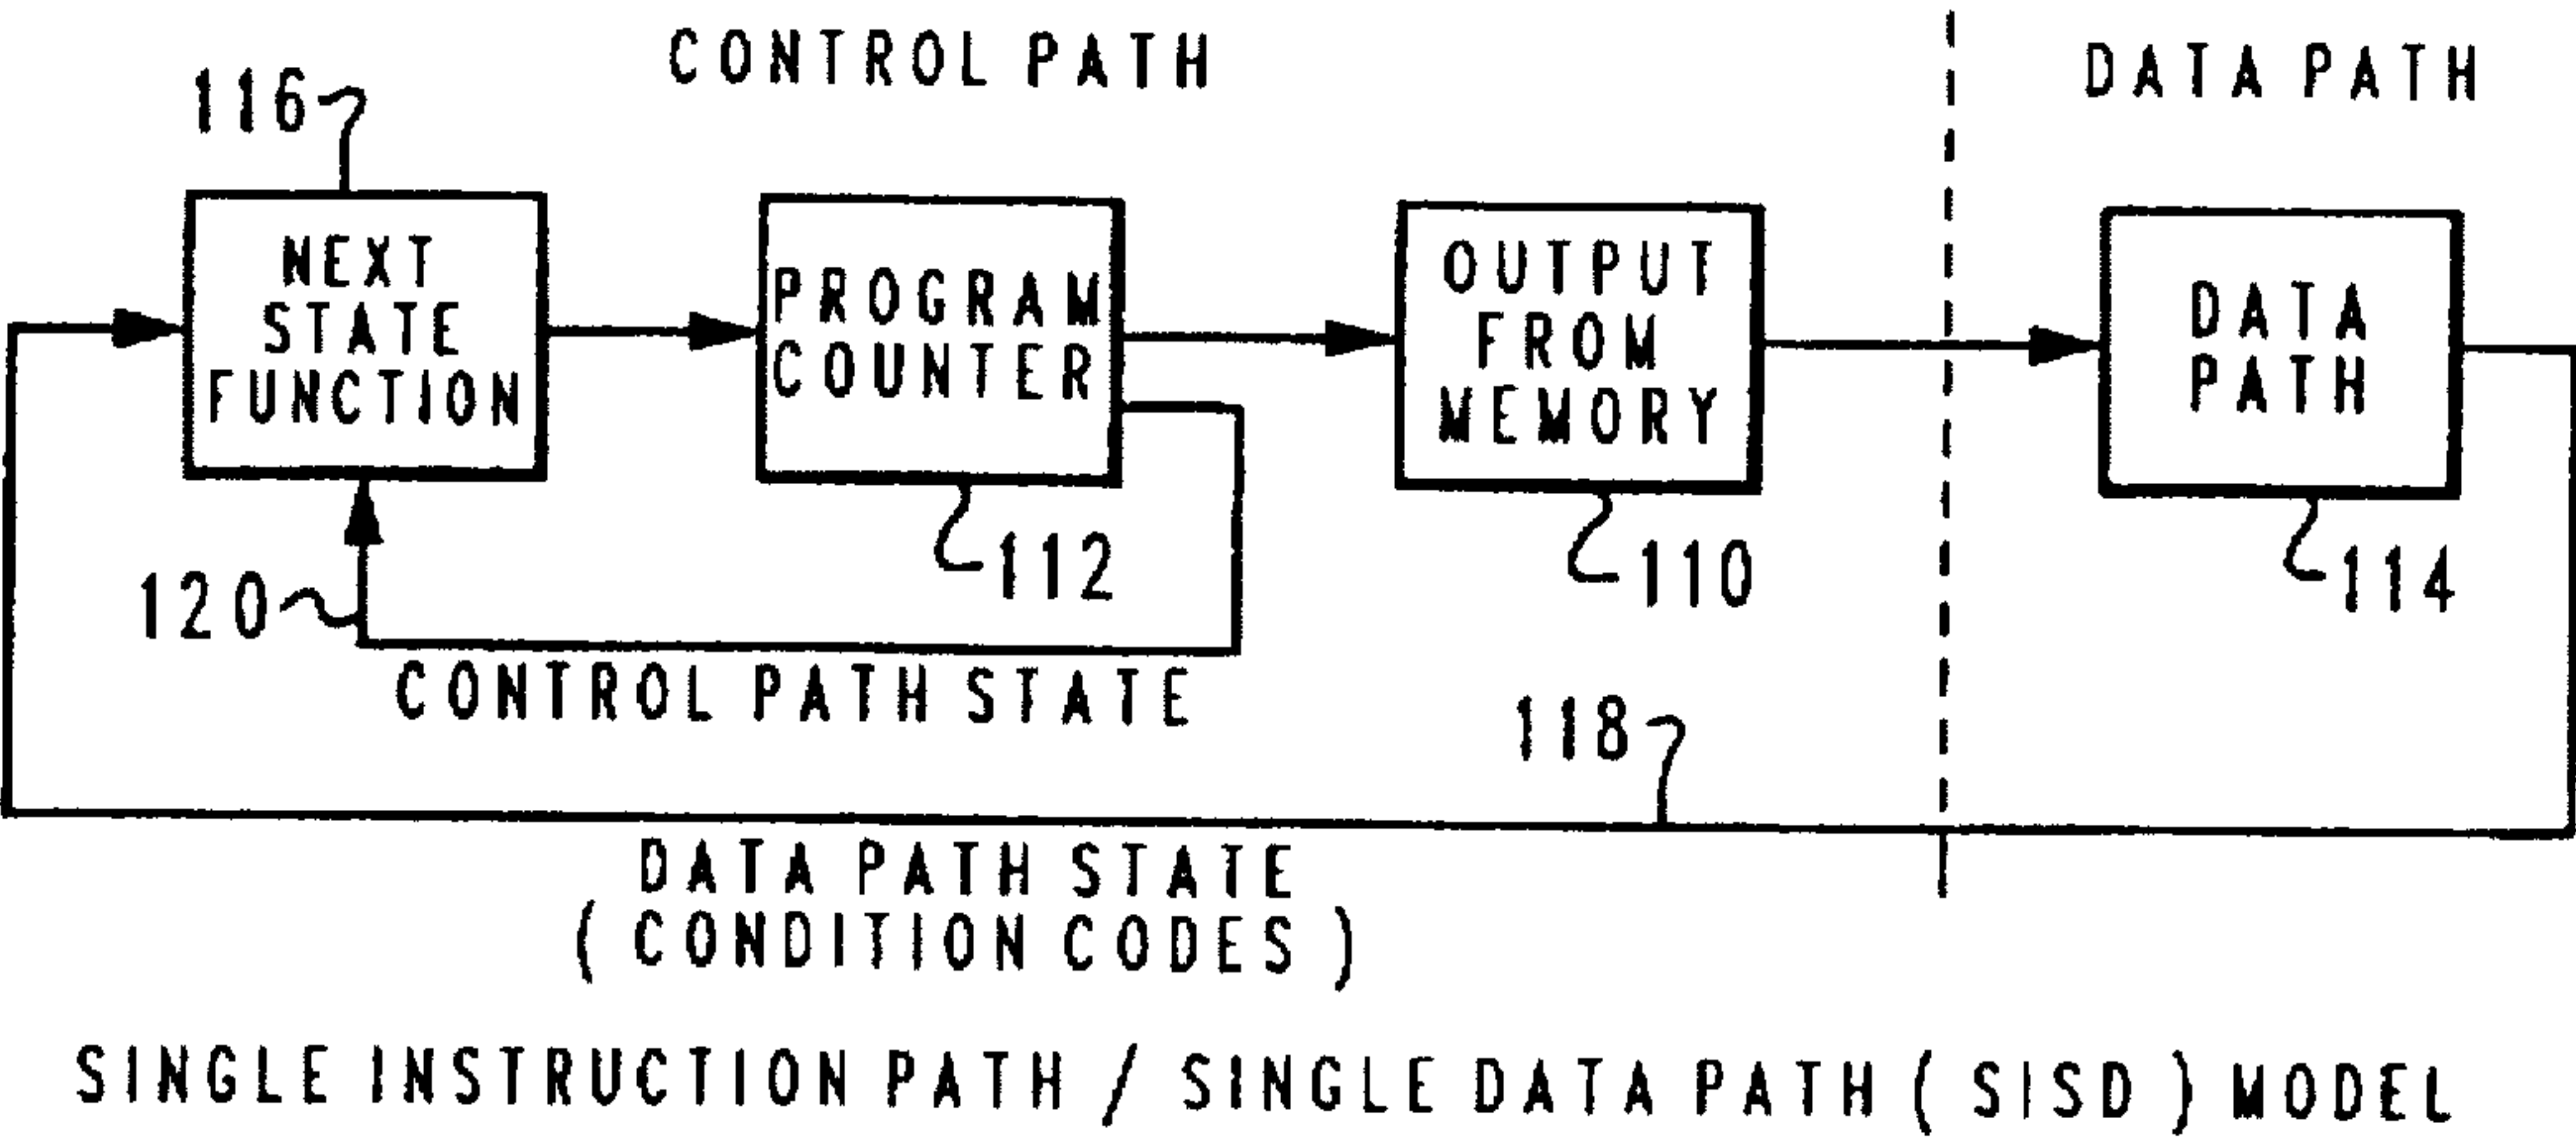 CONTROL PATH
DATA PATH
116
NEXT
STATE
FUNCTION
PROGRAM
COUNTER
OUTPUT
FROM
MEMORY
DATA
PATH
112
110
114
120
CONTROL PATH STATE
118
DATA PATH STATE
( CONDITION CODES )
SINGLE INSTRUCTION PATH / SINGLE DATA PATH ( SISD ) MODEL